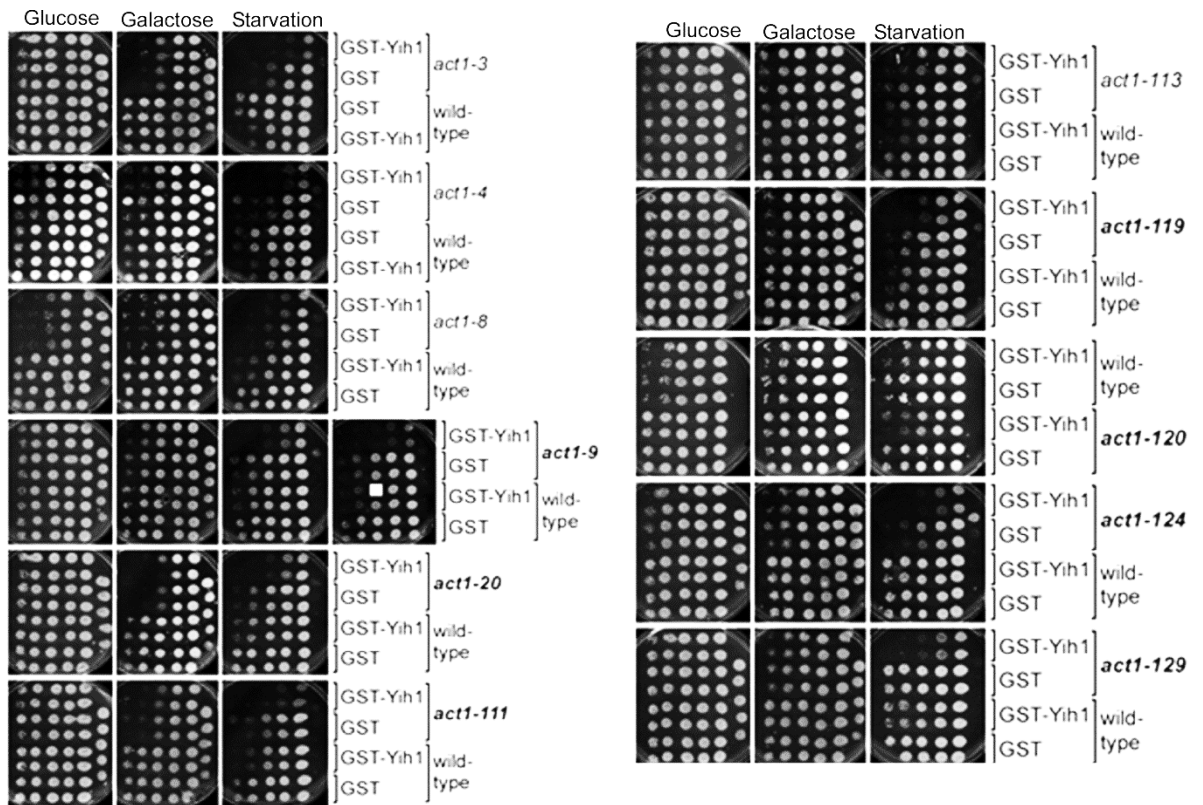 Glucose Galactose Starvation
GST-Yih1
GST
act1-3
GST
GST-Yih1
wild-
type
GST-Yih1
GST
act1-4
GST
GST-Yih1
wild-
type
GST-Yih1
GST
act1-8
GST-Yih1
GST
wild-
type
GST-Yih1
GST
act1-9
GST-Yih1
GST
wild-
type
GST-Yih1
GST
act1-20
GST-Yih1
GST
wild-
type
GST-Yih1
GST
act1-111
GST-Yih1
GST
wild-
type
Glucose Galactose Starvation
GST-Yih1
GST
act1-113
GST-Yih1
GST
wild-
type
GST-Yih1
GST
act1-119
GST-Yih1
GST
wild-
type
GST-Yih1
GST
wild-
type
GST-Yih1
GST
act1-120
GST-Yih1
GST
act1-124
GST-Yih1
GST
wild-
type
GST-Yih1
GST
act1-129
GST-Yih1
GST
wild-
type